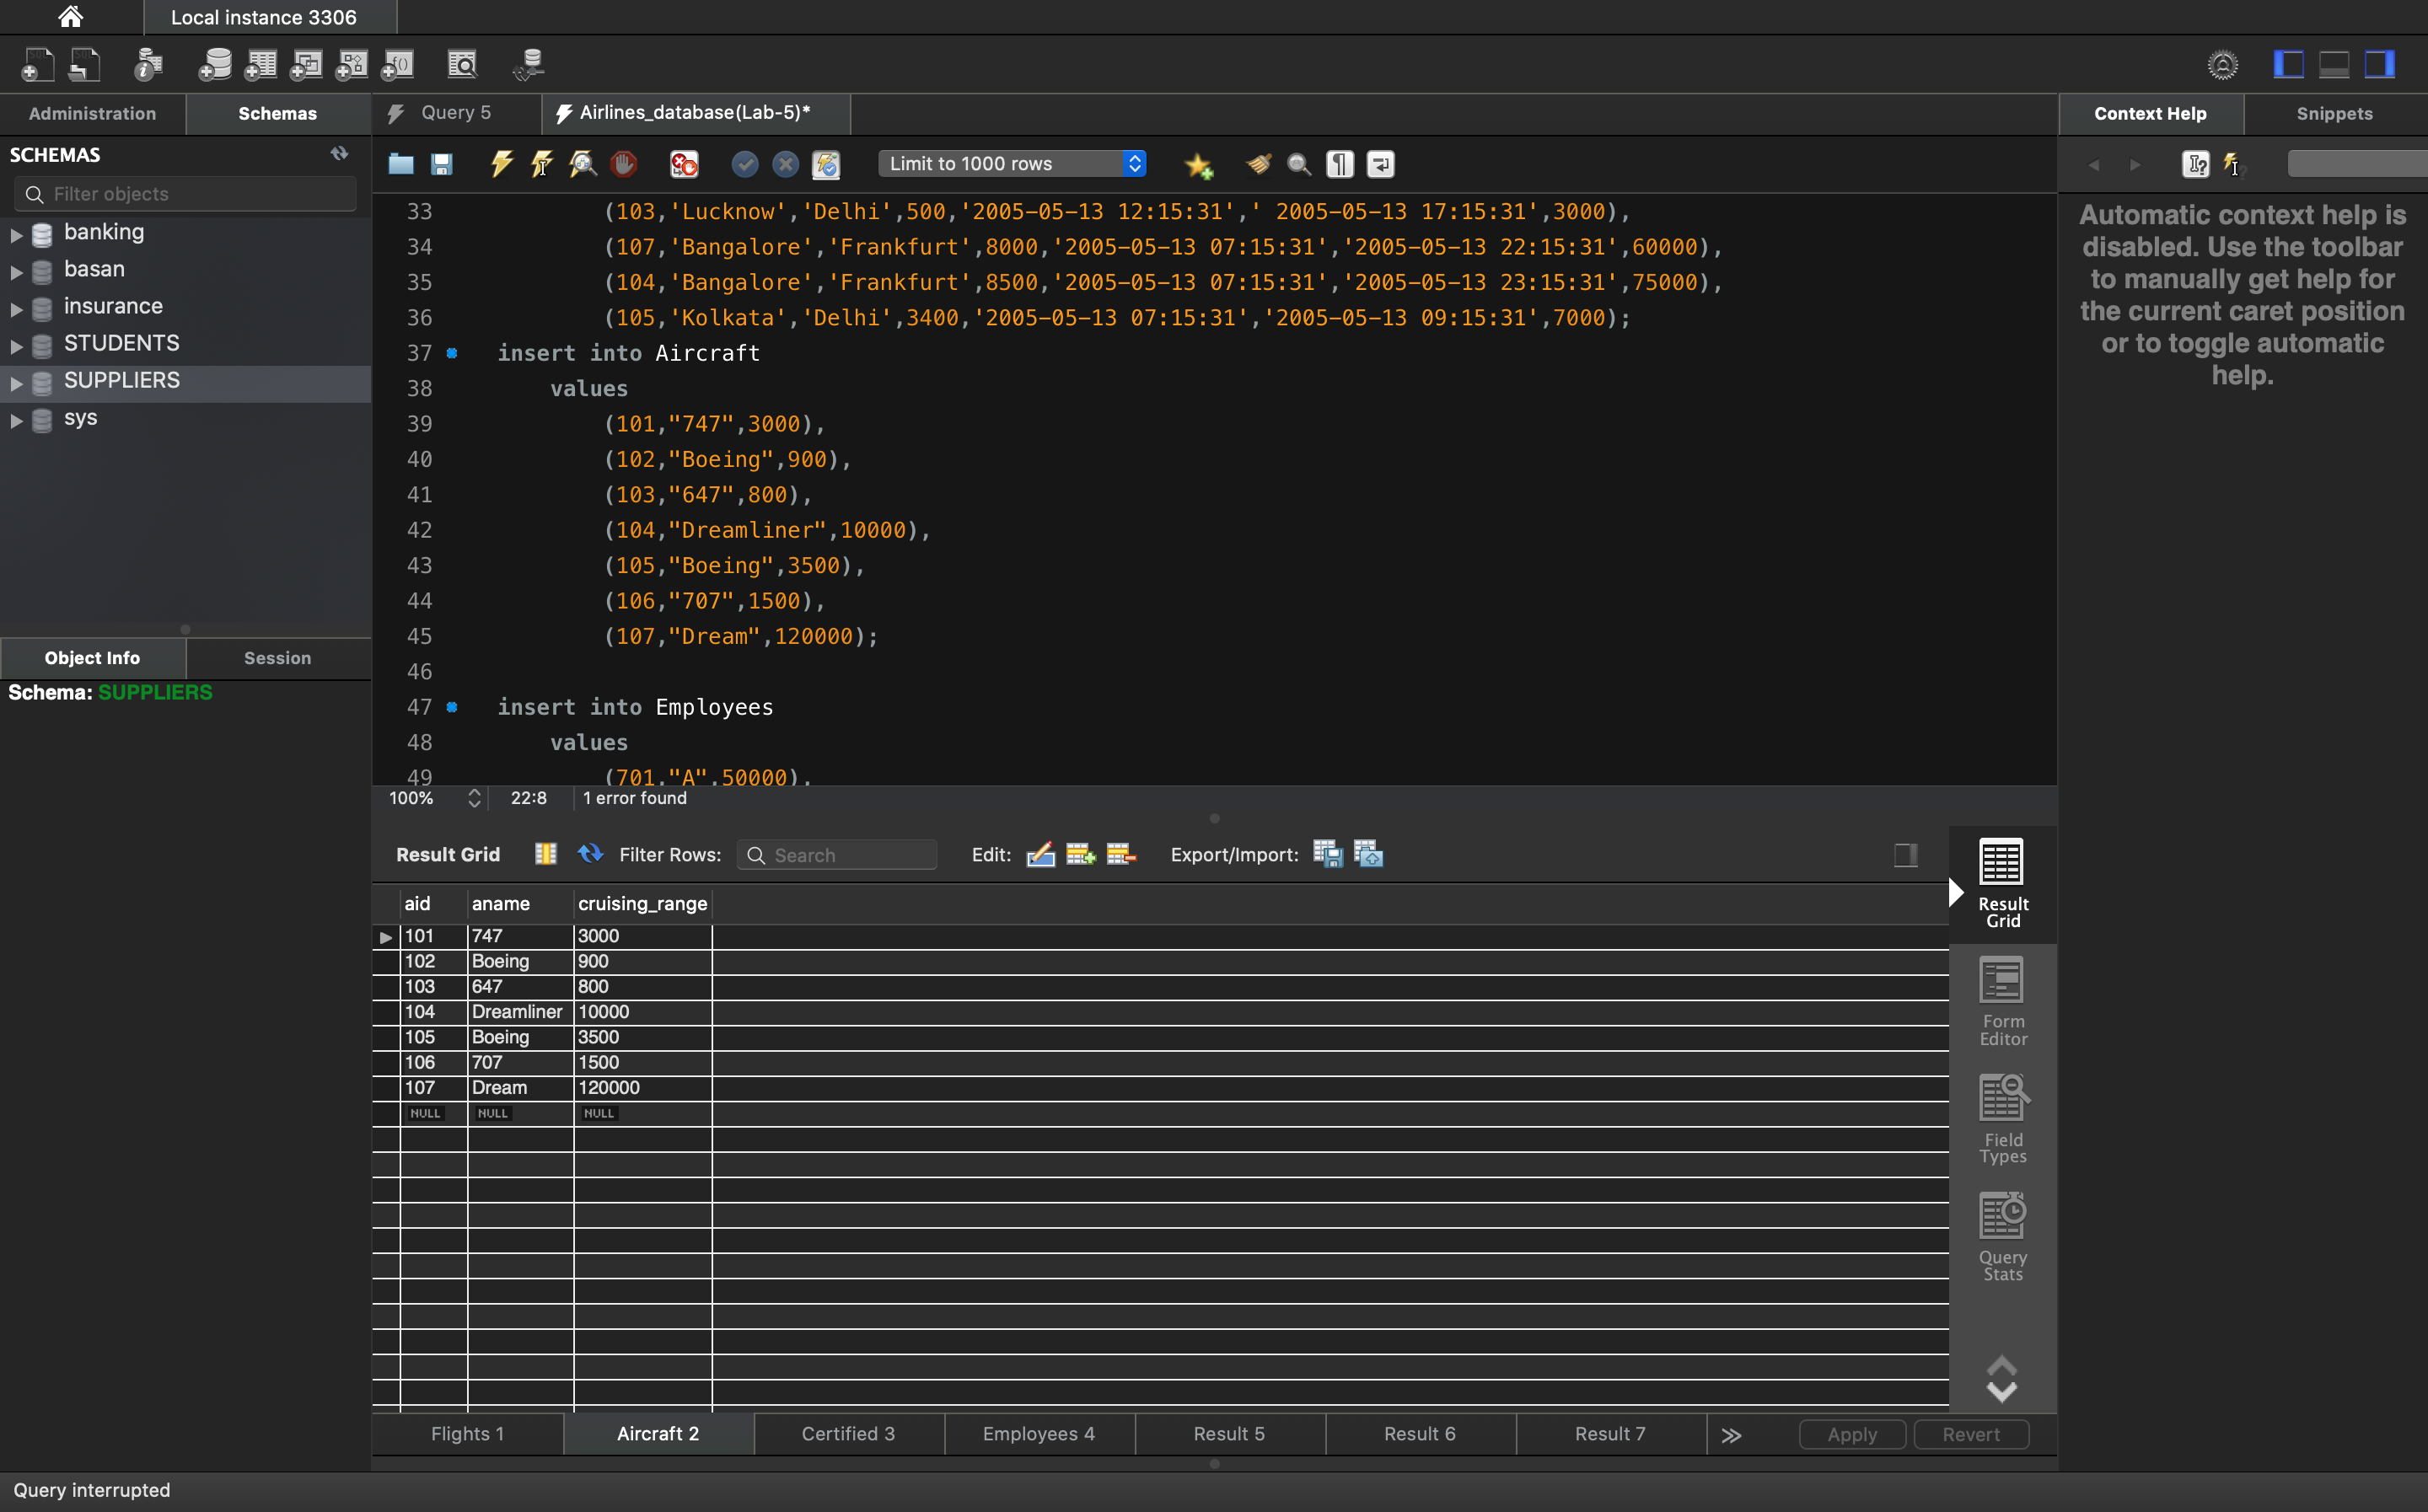 Local instance 3306
Administration
Schemas
Query 5
Airlines_database(Lab-5)*
Context Help
Snippets
SCHEMAS
Filter objects
Limit to 1000 rows
banking
basan
insurance
STUDENTS
SUPPLIERS
sys
Object Info
Session
Schema: SUPPLIERS
33 (103,'Lucknow','Delhi',500,'2005-05-13 12:15:31',' 2005-05-13 17:15:31',3000),
34 (107,'Bangalore','Frankfurt',8000,'2005-05-13 07:15:31','2005-05-13 22:15:31',60000),
35 (104,'Bangalore','Frankfurt',8500,'2005-05-13 07:15:31','2005-05-13 23:15:31',75000),
36 (105,'Kolkata','Delhi',3400,'2005-05-13 07:15:31','2005-05-13 09:15:31',7000);
37 insert into Aircraft
38 values
39 (101,"747",3000),
40 (102,"Boeing",900),
41 (103,"647",800),
42 (104,"Dreamliner",10000),
43 (105,"Boeing",3500),
44 (106,"707",1500),
45 (107,"Dream",120000);
46
47 insert into Employees
48 values
49 (701,"A",50000),
100% 22:8 1 error found
Automatic context help is
disabled. Use the toolbar
to manually get help for
the current caret position
or to toggle automatic
help.
Result Grid Filter Rows: Search Edit: Export/Import:
aid aname cruising_range
101 747 3000
102 Boeing 900
103 647 800
104 Dreamliner 10000
105 Boeing 3500
106 707 1500
107 Dream 120000
NULL NULL NULL
Result
Grid
Form
Editor
Field
Types
Query
Stats
Flights 1 Aircraft 2 Certified 3 Employees 4 Result 5 Result 6 Result 7 Apply Revert
Query interrupted